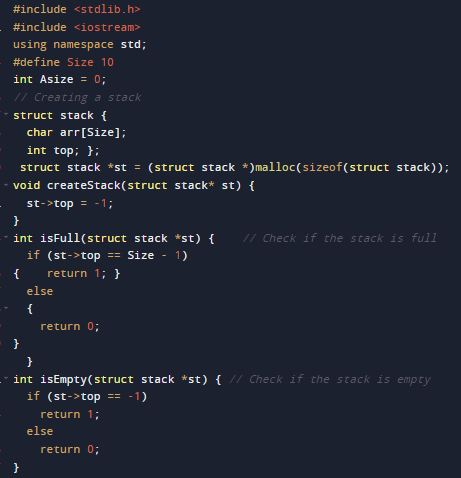 #include <stdlib.h>
#include <iostream>
using namespace std;
#define Size 10
int Asize = 0;
// Creating a stack
struct stack {
  char arr[Size];
  int top; };
 struct stack *st = (struct stack *)malloc(sizeof(struct stack));
void createStack(struct stack* st) {
  st->top = -1;
}
int isFull(struct stack *st) {    // Check if the stack is full
  if (st->top == Size - 1)
{    return 1; }
  else
  {
    return 0;
}
  }
int isEmpty(struct stack *st) { // Check if the stack is empty
  if (st->top == -1)
    return 1;
  else
    return 0;
}